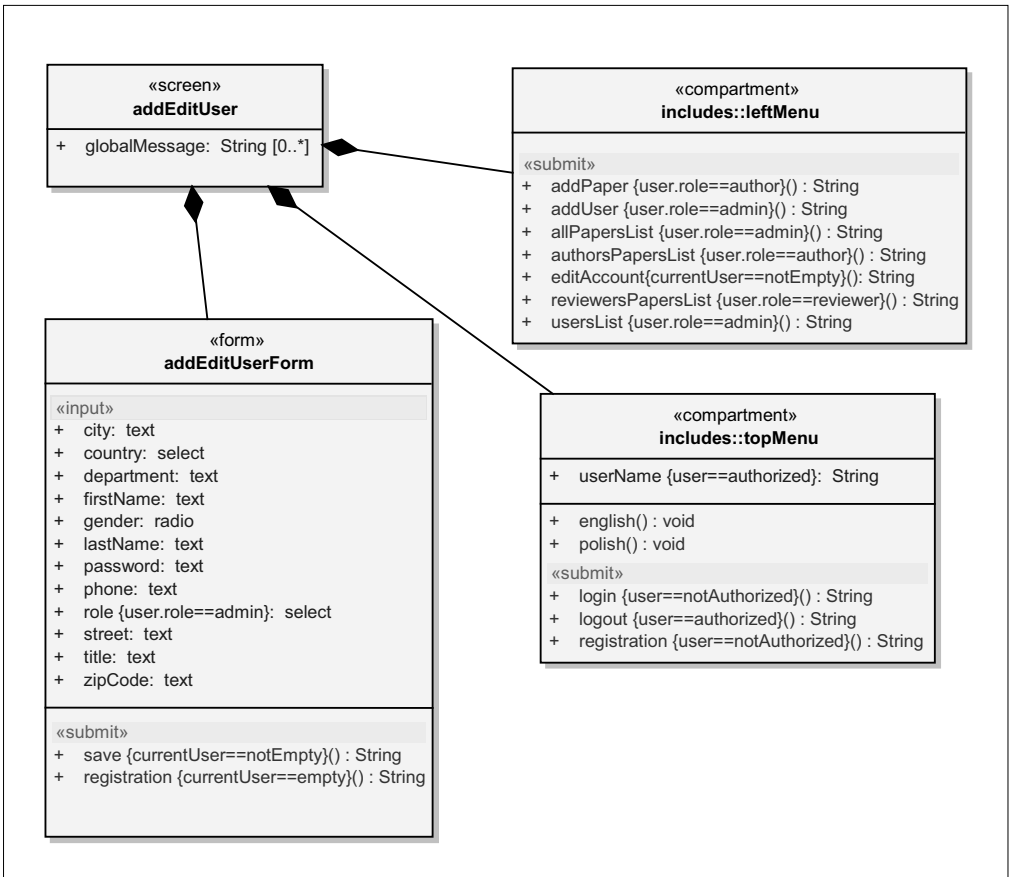 «screen»
addEditUser
+ globalMessage: String [0..*]
«compartment»
includes::leftMenu
«submit»
+ addPaper {user.role==author}() : String
+ addUser {user.role==admin}() : String
+ allPapersList {user.role==admin}() : String
+ authorsPapersList {user.role==author}() : String
+ editAccount{currentUser==notEmpty}(): String
+ reviewersPapersList {user.role==reviewer}() : String
+ usersList {user.role==admin}() : String
«form»
addEditUserForm
«input»
+ city: text
+ country: select
+ department: text
+ firstName: text
+ gender: radio
+ lastName: text
+ password: text
+ phone: text
+ role {user.role==admin}: select
+ street: text
+ title: text
+ zipCode: text
«submit»
+ save {currentUser==notEmpty}() : String
+ registration {currentUser==empty}() : String
«compartment»
includes::topMenu
+ userName {user==authorized}: String
+ english() : void
+ polish() : void
«submit»
+ login {user==notAuthorized}() : String
+ logout {user==authorized}() : String
+ registration {user==notAuthorized}() : String